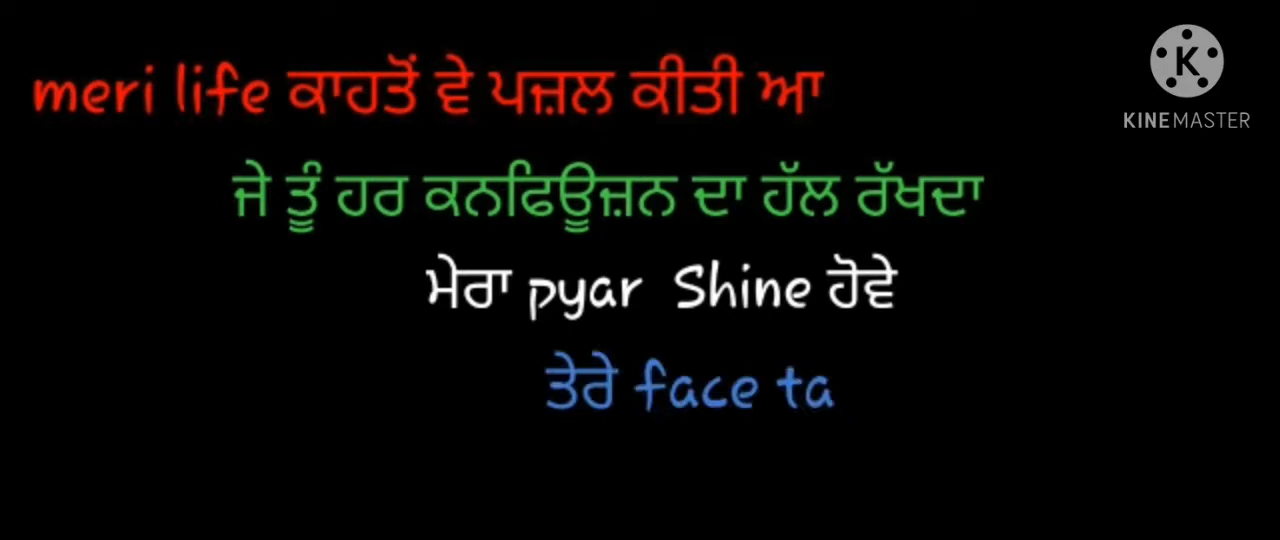 meri life ਕਾਹਤੋਂ ਵੇ ਪਜ਼ਲ ਕੀਤੀ ਆ
ਜੇ ਤੂੰ ਹਰ ਕਨਫਿਊਜ਼ਨ ਦਾ ਹੱਲ ਰੱਖਦਾ
ਮੇਰਾ pyar Shine ਹੋਵੇ
ਤੇਰੇ face ta
K
KINEMASTER